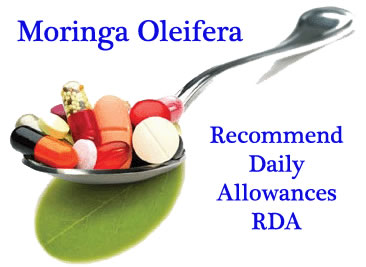 Moringa Oleifera
Recommend
Daily
Allowances
RDA